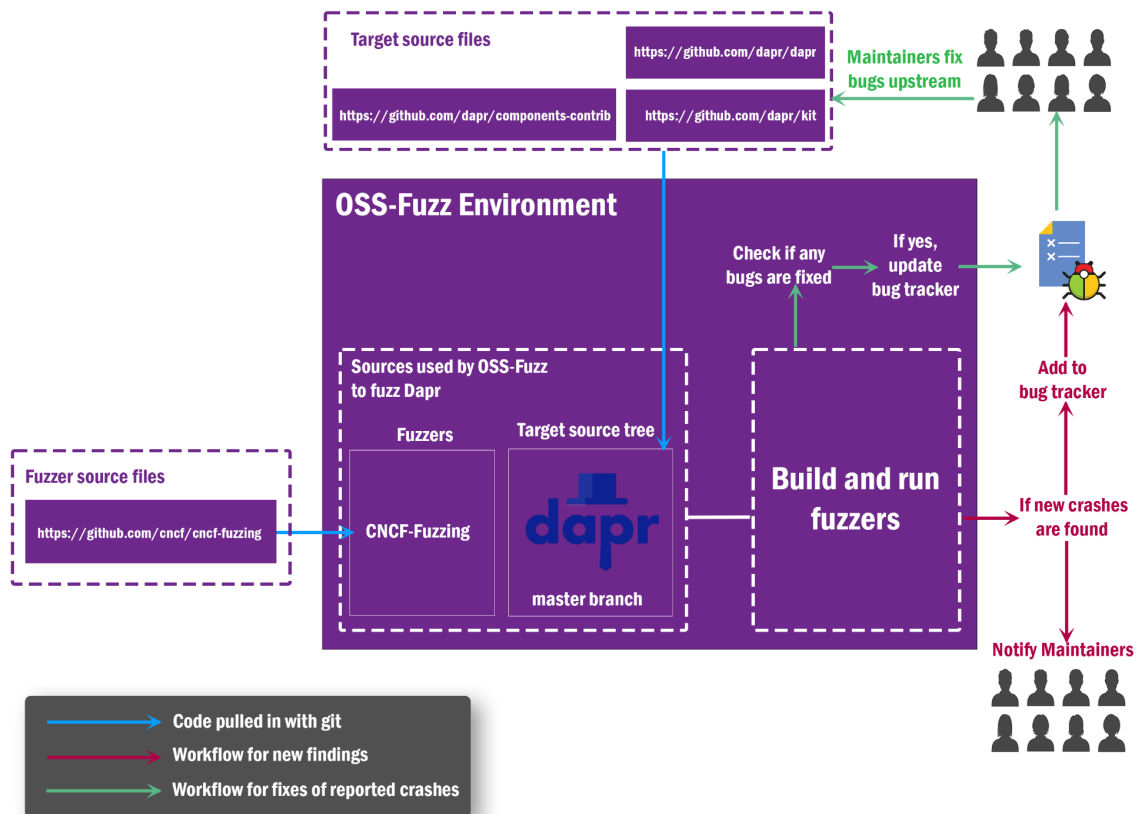 Target source files
https://github.com/dapr/dapr
https://github.com/dapr/components-contrib
https://github.com/dapr/kit
Maintainers fix
bugs upstream
OSS-Fuzz Environment
Check if any
bugs are fixed
If yes,
update
bug tracker
Sources used by OSS-Fuzz
to fuzz Dapr
Fuzzers
Target source tree
CNCF-Fuzzing
dapr
master branch
Build and run
fuzzers
Add to
bug tracker
If new crashes
are found
Notify Maintainers
Fuzzer source files
https://github.com/cncf/cncf-fuzzing
Code pulled in with git
Workflow for new findings
Workflow for fixes of reported crashes